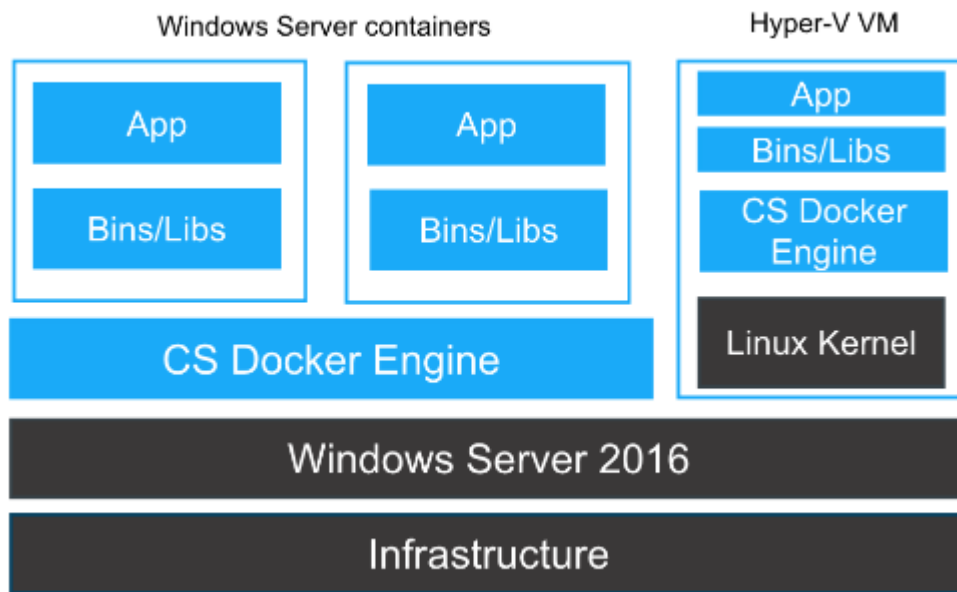 Windows Server containers
Hyper-V VM
App
Bins/Libs
App
Bins/Libs
App
Bins/Libs
CS Docker
Engine
Linux Kernel
CS Docker Engine
Windows Server 2016
Infrastructure